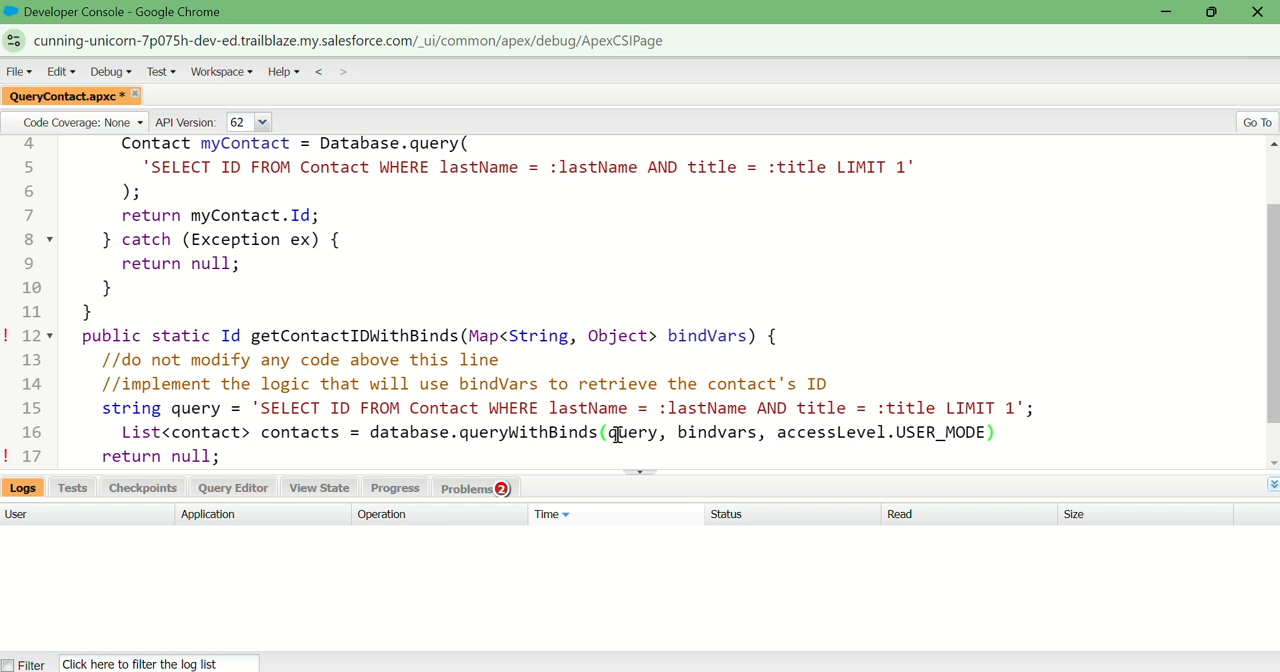 Developer Console - Google Chrome
cunning-unicorn-7p075h-dev-ed.trailblaze.my.salesforce.com/_ui/common/apex/debug/ApexCSIPage
File Edit Debug Test Workspace Help < >
QueryContact.apxc *
Code Coverage: None API Version: 62 Go To
4 Contact myContact = Database.query(
5 'SELECT ID FROM Contact WHERE lastName = :lastName AND title = :title LIMIT 1'
6 );
7 return myContact.Id;
8 } catch (Exception ex) {
9 return null;
10 }
11 }
! 12 public static Id getContactIDWithBinds(Map<String, Object> bindVars) {
13 //do not modify any code above this line
14 //implement the logic that will use bindVars to retrieve the contact's ID
15 string query = 'SELECT ID FROM Contact WHERE lastName = :lastName AND title = :title LIMIT 1';
16 List<contact> contacts = database.queryWithBinds(query, bindvars, accessLevel.USER_MODE)
! 17 return null;
Logs Tests Checkpoints Query Editor View State Progress Problems 2
User Application Operation Time Status Read Size
Filter Click here to filter the log list